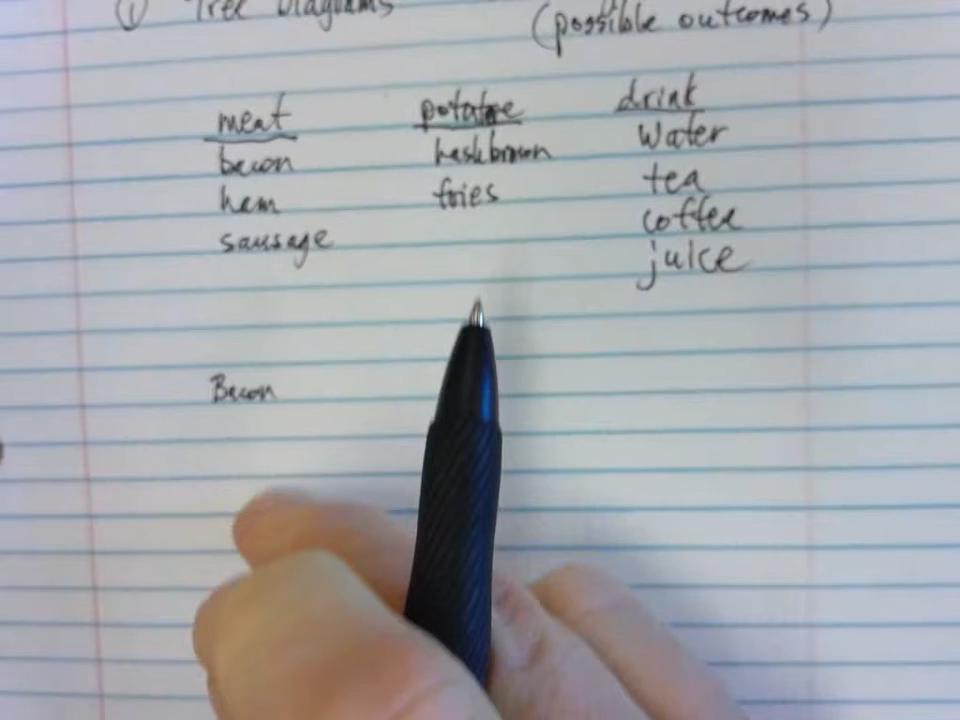 ① Tree Diagrams (possible outcomes)
meat potatoe drink
bacon hashbrown Water
ham fries tea
sausage coffee
juice
Bacon